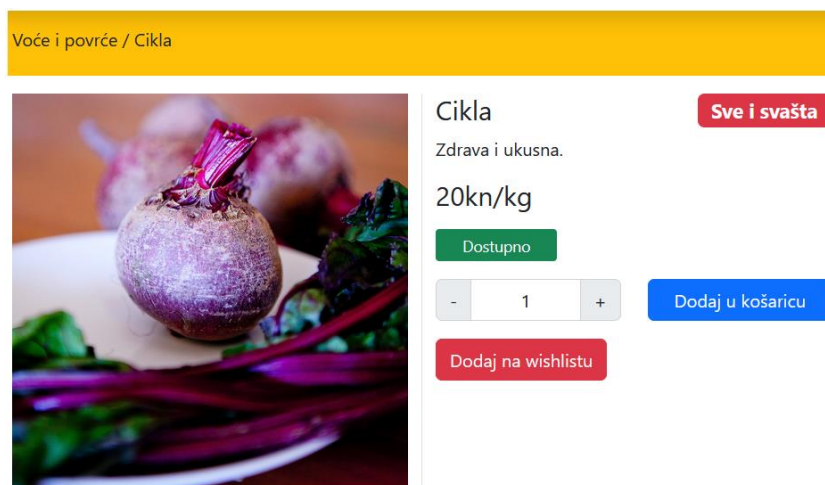 Voće i povrće / Cikla
Cikla
Sve i svašta
Zdrava i ukusna.
20kn/kg
Dostupno
- 1 +
Dodaj u košaricu
Dodaj na wishlistu